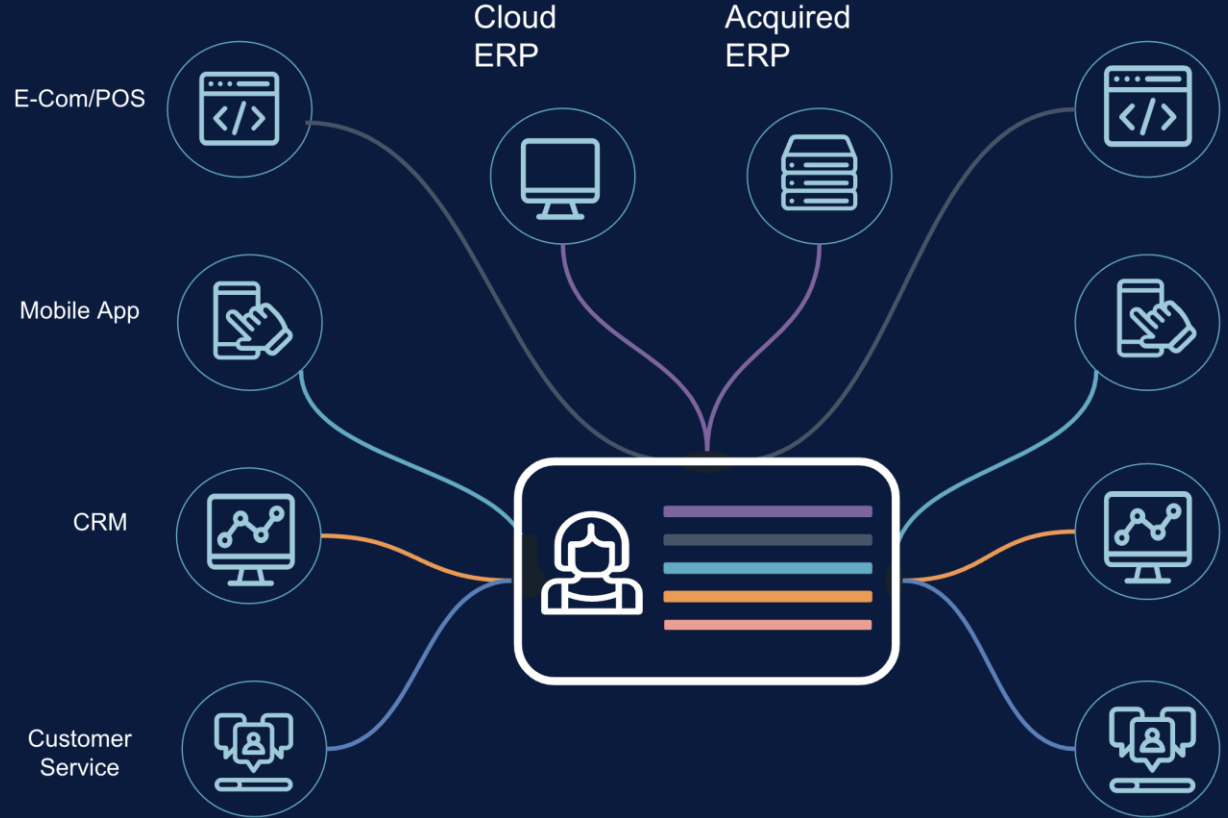 Cloud
ERP
Acquired
ERP
E-Com/POS
Mobile App
CRM
Customer
Service